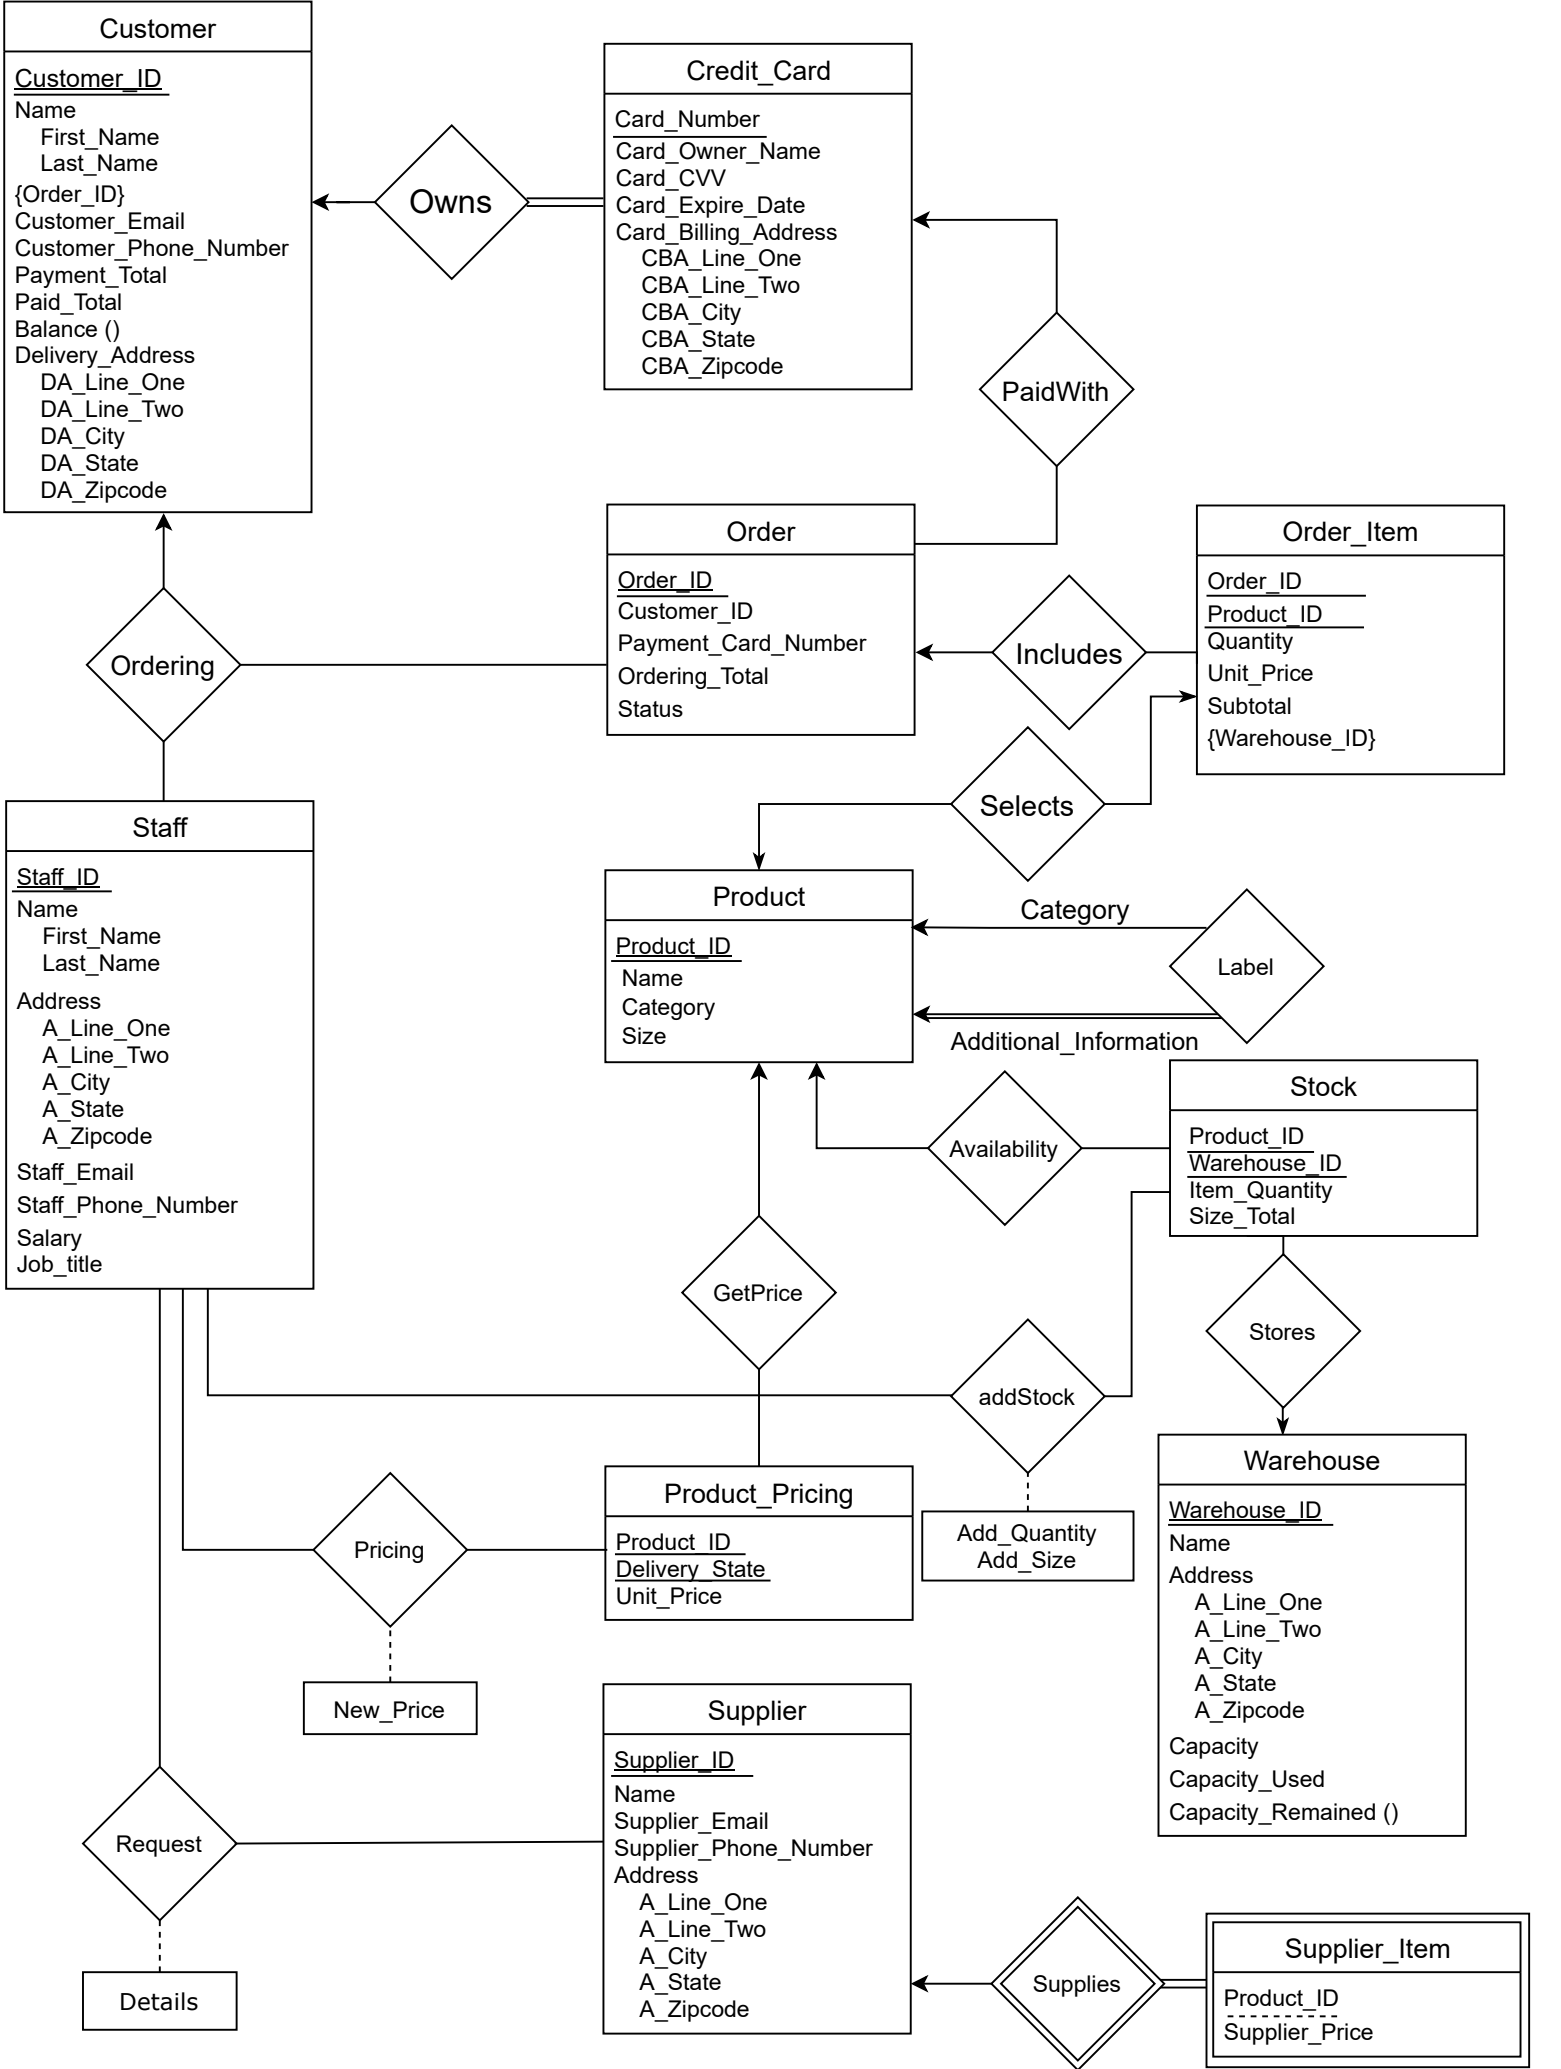 Customer
Customer_ID
Name
First_Name
Last_Name
{Order_ID}
Customer_Email
Customer_Phone_Number
Payment_Total
Paid_Total
Balance ()
Delivery_Address
DA_Line_One
DA_Line_Two
DA_City
DA_State
DA_Zipcode
Owns
Credit_Card
Card_Number
Card_Owner_Name
Card_CVV
Card_Expire_Date
Card_Billing_Address
CBA_Line_One
CBA_Line_Two
CBA_City
CBA_State
CBA_Zipcode
PaidWith
Ordering
Order
Order_ID
Customer_ID
Payment_Card_Number
Ordering_Total
Status
Includes
Order_Item
Order_ID
Product_ID
Quantity
Unit_Price
Subtotal
{Warehouse_ID}
Selects
Staff
Staff_ID
Name
First_Name
Last_Name
Address
A_Line_One
A_Line_Two
A_City
A_State
A_Zipcode
Staff_Email
Staff_Phone_Number
Salary
Job_title
Product
Product_ID
Name
Category
Size
Category
Label
Additional_Information
Availability
Stock
Product_ID
Warehouse_ID
Item_Quantity
Size_Total
GetPrice
Stores
addStock
Add_Quantity
Add_Size
Pricing
New_Price
Product_Pricing
Product_ID
Delivery_State
Unit_Price
Warehouse
Warehouse_ID
Name
Address
A_Line_One
A_Line_Two
A_City
A_State
A_Zipcode
Capacity
Capacity_Used
Capacity_Remained ()
Request
Details
Supplier
Supplier_ID
Name
Supplier_Email
Supplier_Phone_Number
Address
A_Line_One
A_Line_Two
A_City
A_State
A_Zipcode
Supplies
Supplier_Item
Product_ID
Supplier_Price